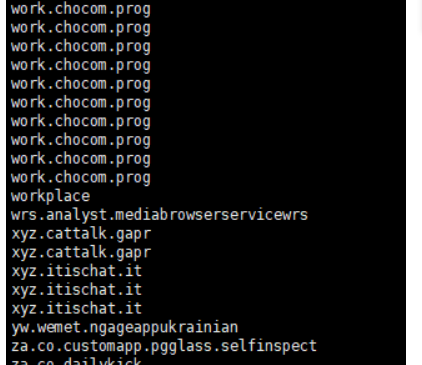 work.chocom.prog
work.chocom.prog
work.chocom.prog
work.chocom.prog
work.chocom.prog
work.chocom.prog
work.chocom.prog
work.chocom.prog
work.chocom.prog
work.chocom.prog
workplace
wrs.analyst.mediabrowserservicewrs
xyz.cattalk.gapr
xyz.cattalk.gapr
xyz.itischat.it
xyz.itischat.it
xyz.itischat.it
yw.wemet.ngageappukrainian
za.co.customapp.pgglass.selfinspect
za.co.dailykick